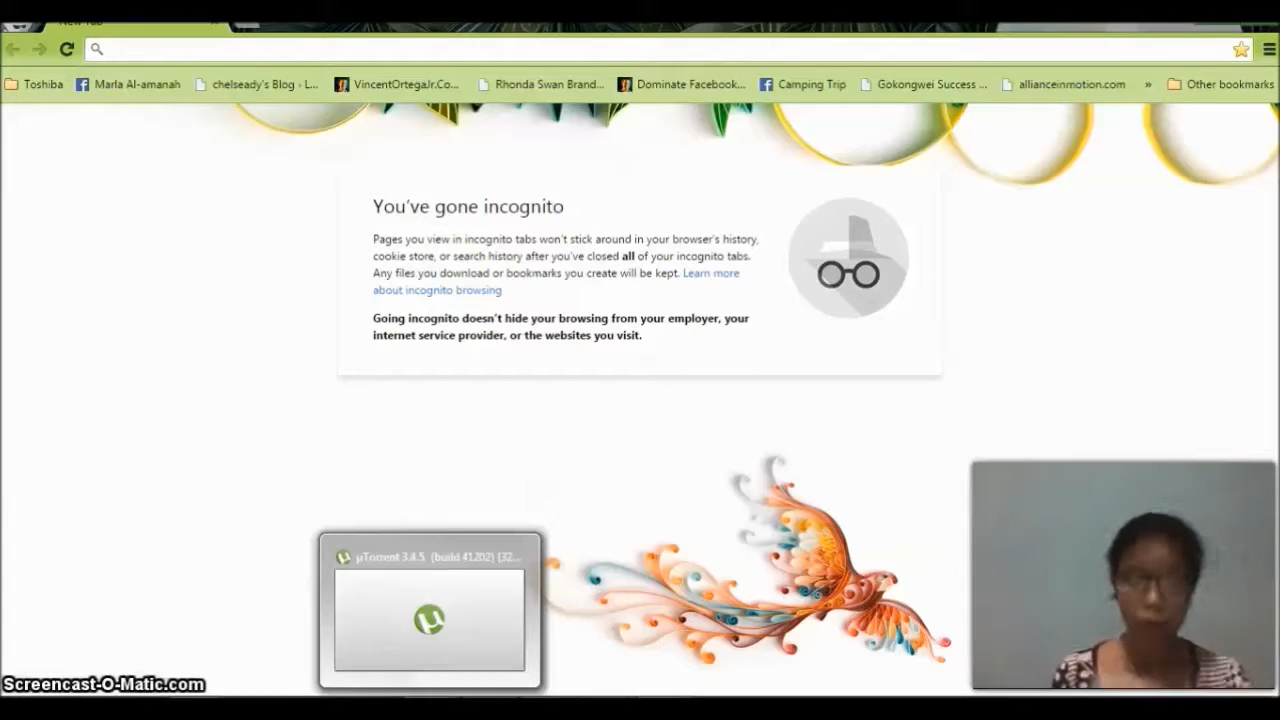 New Tab
Toshiba
Marla Al-amanah
chelseady's Blog - L...
VincentOrtegaJr.Co...
Rhonda Swan Brand...
Dominate Facebook...
Camping Trip
Gokongwei Success ...
allianceinmotion.com
»
Other bookmarks
You've gone incognito
Pages you view in incognito tabs won't stick around in your browser's history,
cookie store, or search history after you've closed all of your incognito tabs.
Any files you download or bookmarks you create will be kept. Learn more
about incognito browsing
Going incognito doesn't hide your browsing from your employer, your
internet service provider, or the websites you visit.
µTorrent 3.4.5 (build 41202) [32...
Screencast-O-Matic.com